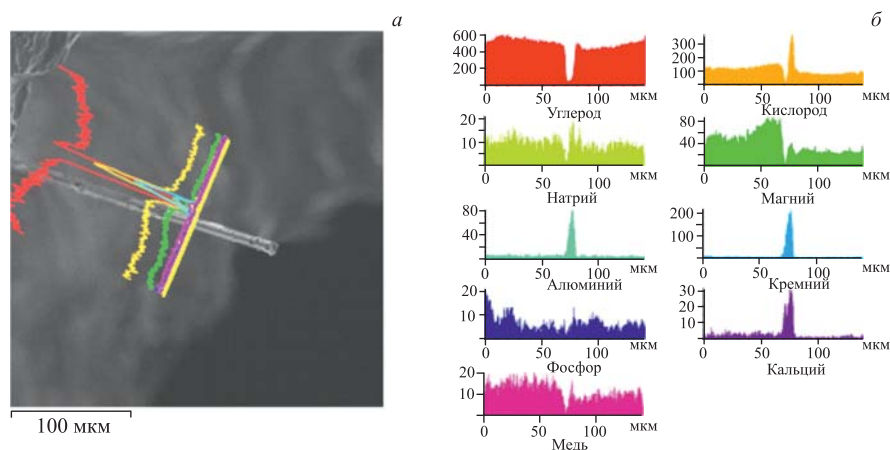 а
100 мкм
б
600
400
200
0 50 100 мкм
Углерод
300
200
100
0 50 100 мкм
Кислород
20
10
0 50 100 мкм
Натрий
80
40
0 50 100 мкм
Магний
80
40
0 50 100 мкм
Алюминий
200
100
0 50 100 мкм
Кремний
20
10
0 50 100 мкм
Фосфор
30
20
10
0 50 100 мкм
Кальций
20
10
0 50 100 мкм
Медь